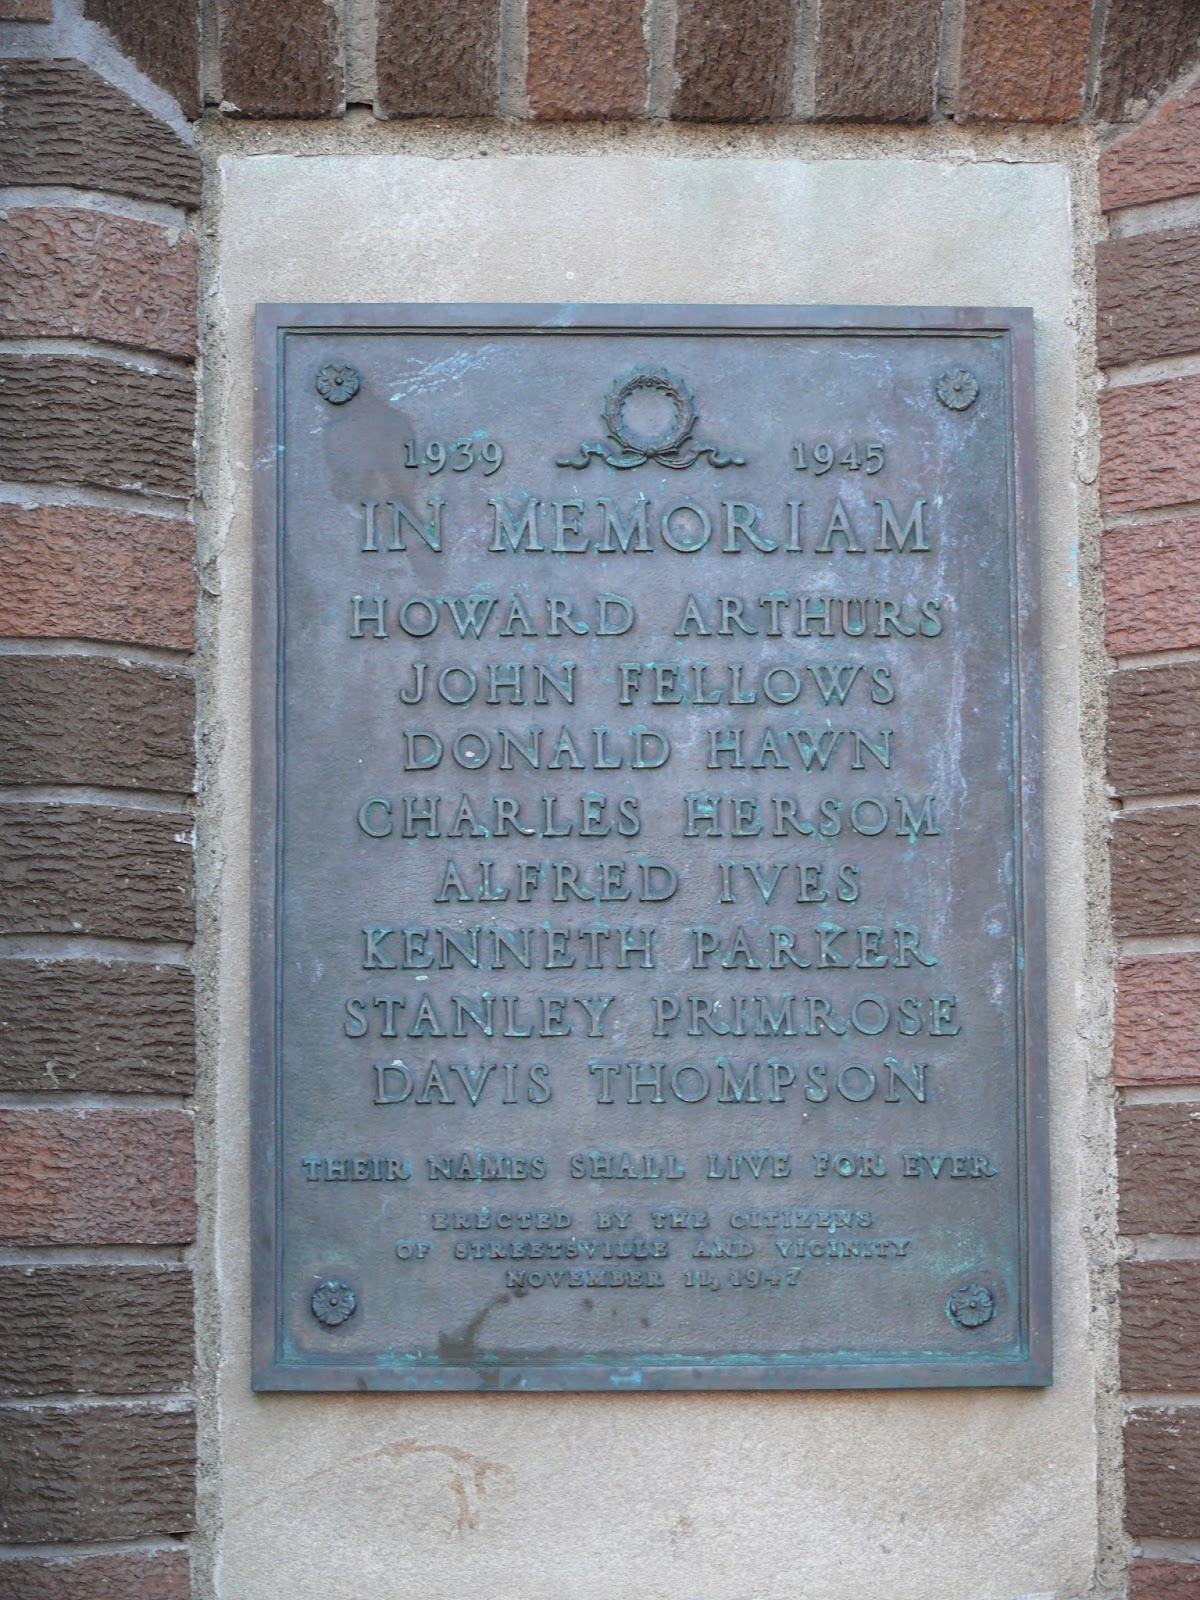 1939 1945
IN MEMORIAM
HOWARD ARTHURS
JOHN FELLOWS
DONALD HAWN
CHARLES HERSOM
ALFRED IVES
KENNETH PARKER
STANLEY PRIMROSE
DAVIS THOMPSON
THEIR NAMES SHALL LIVE FOR EVER
ERECTED BY THE CITIZENS
OF STREETSVILLE AND VICINITY
NOVEMBER 11, 1947